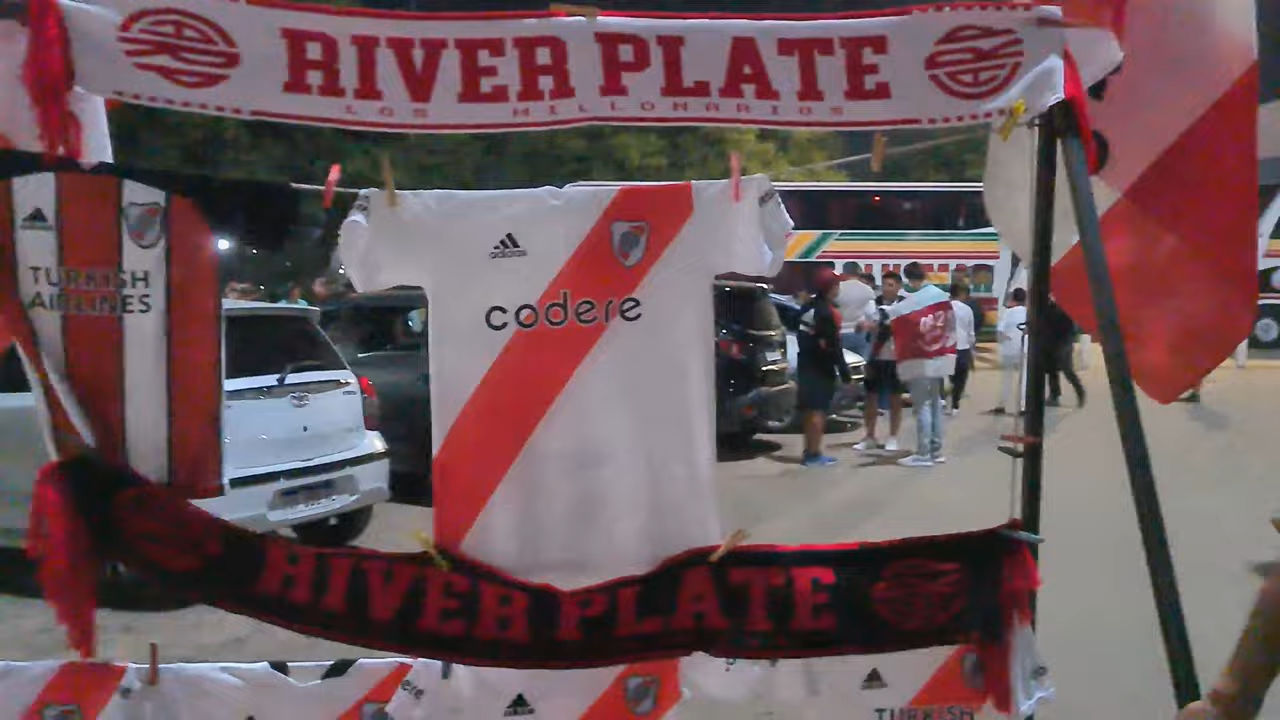 RIVER PLATE
LOS MILLONARIOS
adidas
TURKISH
AIRLINES
codere
RIVER PLATE
TURKISH